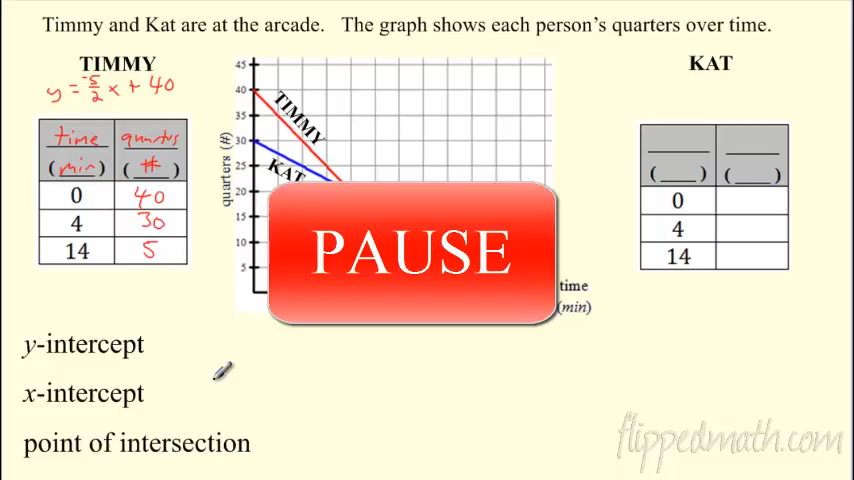 Timmy and Kat are at the arcade. The graph shows each person's quarters over time.
TIMMY
y = -5/2 x + 40
time quarters
(min) (#)
0 40
4 30
14 5
45
40
35
30
25
20
15
10
5
quarters (#)
TIMMY
KAT
time
(min)
PAUSE
KAT
(___) (___)
0
4
14
y-intercept
x-intercept
point of intersection
flippedmath.com